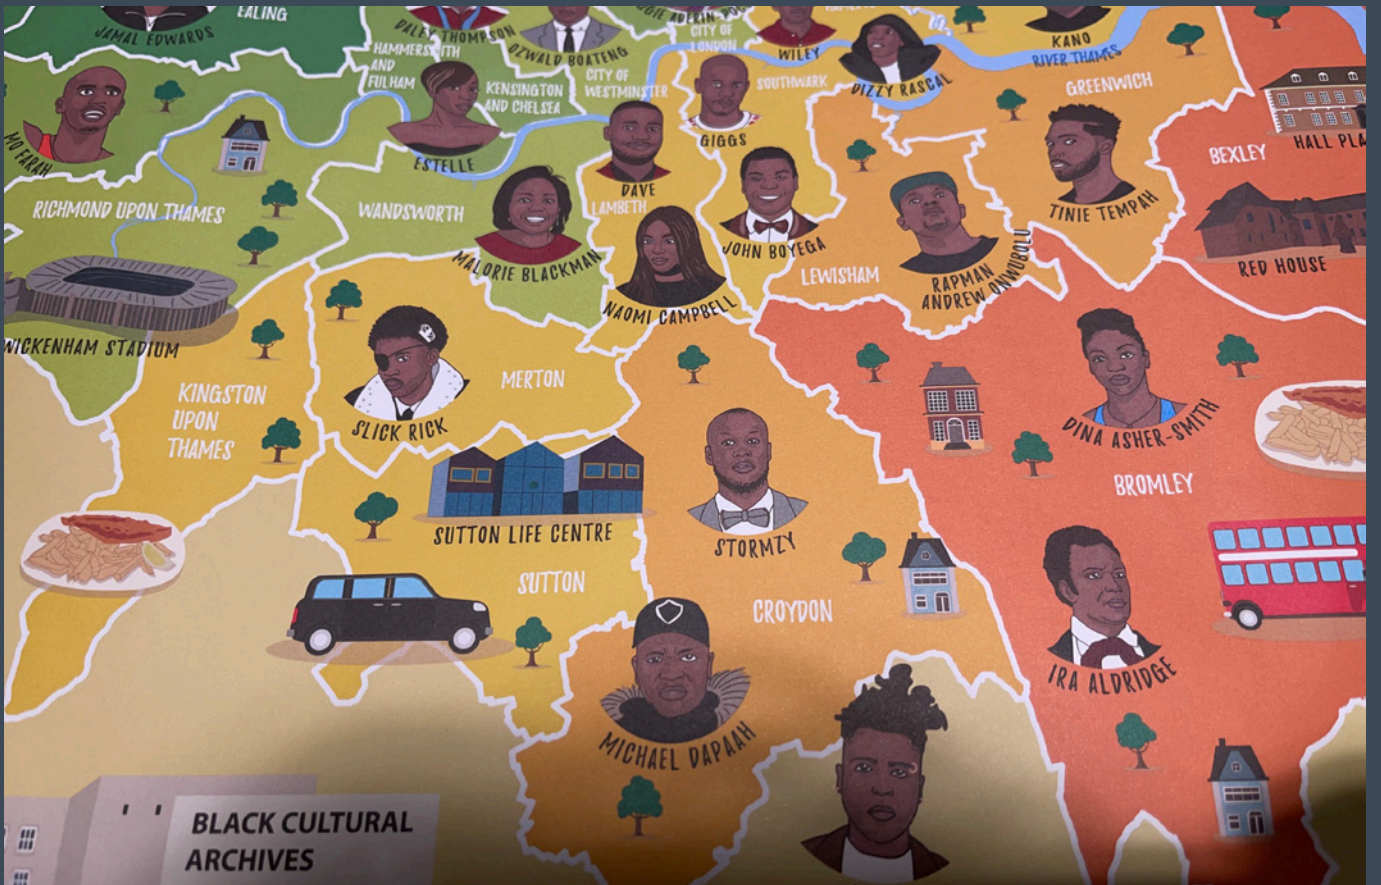 EALING
JAMAL EDWARDS
DALEY THOMPSON
OZWALD BOATENG
CITY OF
LONDON
WILEY
KANO
RIVER THAMES
HAMMERSMITH
AND
FULHAM
KENSINGTON
AND CHELSEA
CITY OF
WESTMINSTER
SOUTHWARK
DIZZY RASCAL
GREENWICH
MO FARAH
ESTELLE
GIGGS
HALL PLA
BEXLEY
DAVE
LAMBETH
RICHMOND UPON THAMES
WANDSWORTH
TINIE TEMPAH
MALORIE BLACKMAN
JOHN BOYEGA
LEWISHAM
RAPMAN
ANDREW ONWUBOLU
RED HOUSE
NAOMI CAMPBELL
WICKENHAM STADIUM
KINGSTON
UPON
THAMES
MERTON
SLICK RICK
DINA ASHER-SMITH
BROMLEY
SUTTON LIFE CENTRE
STORMZY
SUTTON
CROYDON
IRA ALDRIDGE
MICHAEL DAPAAH
BLACK CULTURAL
ARCHIVES